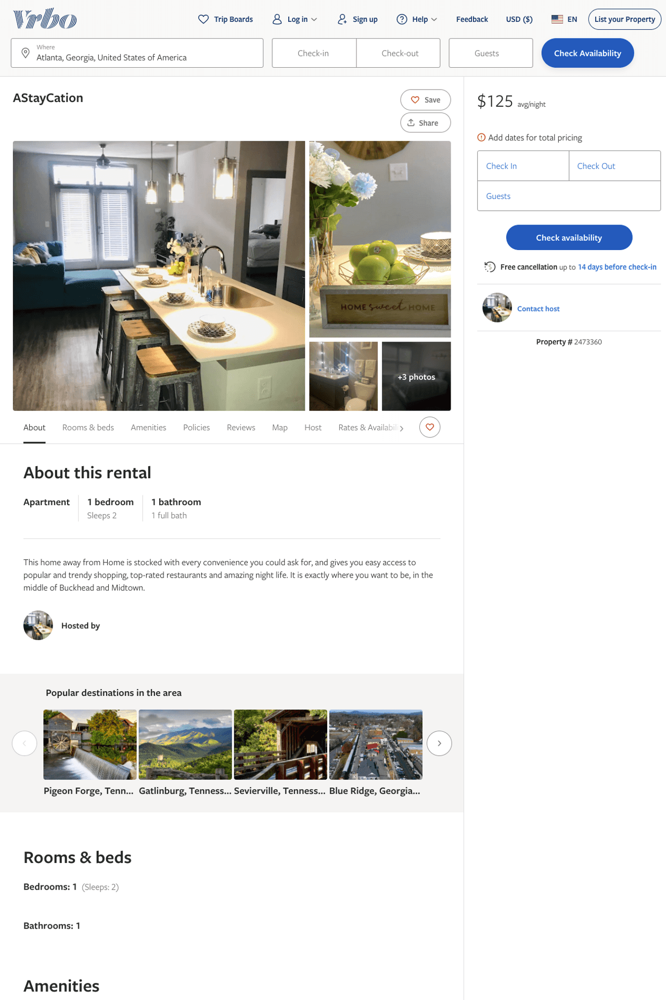 Vrbo
Trip Boards
Log in
Sign up
Help
Feedback
USD ($)
EN
List your Property
Where
Atlanta, Georgia, United States of America
Check-in
Check-out
Guests
Check Availability
AStayCation
Save
Share
$125 avg/night
Add dates for total pricing
Check In
Check Out
Guests
Check availability
Free cancellation up to 14 days before check-in
Contact host
Property # 2473360
HOME sweet HOME
+3 photos
About
Rooms & beds
Amenities
Policies
Reviews
Map
Host
Rates & Availabili
About this rental
Apartment
1 bedroom
Sleeps 2
1 bathroom
1 full bath
This home away from Home is stocked with every convenience you could ask for, and gives you easy access to
popular and trendy shopping, top-rated restaurants and amazing night life. It is exactly where you want to be, in the
middle of Buckhead and Midtown.
Hosted by
Popular destinations in the area
Pigeon Forge, Tenn...
Gatlinburg, Tenness...
Sevierville, Tenness...
Blue Ridge, Georgia...
Rooms & beds
Bedrooms: 1 (Sleeps: 2)
Bathrooms: 1
Amenities